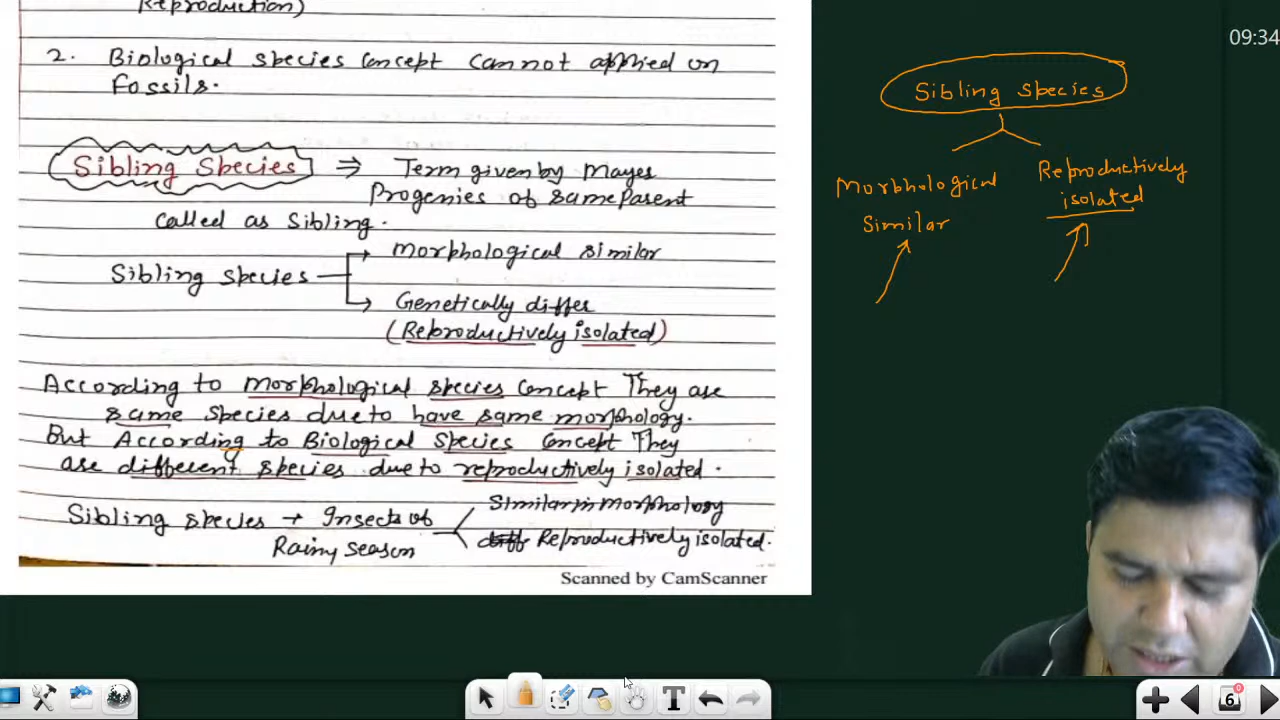 Reproduction)
2. Biological species concept cannot applied on
Fossils.
Sibling Species ⇒ Term given by Mayer
Progenies of same Parent
called as Sibling.
Sibling species
Morphological similar
Genetically differ
(Reproductively isolated)
According to morphological species concept They are
same species due to have same morphology.
But According to Biological species concept They
are different species due to reproductively isolated.
Sibling species → Insects of
Rainy season
Similar in Morphology
Reproductively isolated.
Scanned by CamScanner
Sibling species
Morphological
Similar
Reproductively
isolated
09:34
T
6